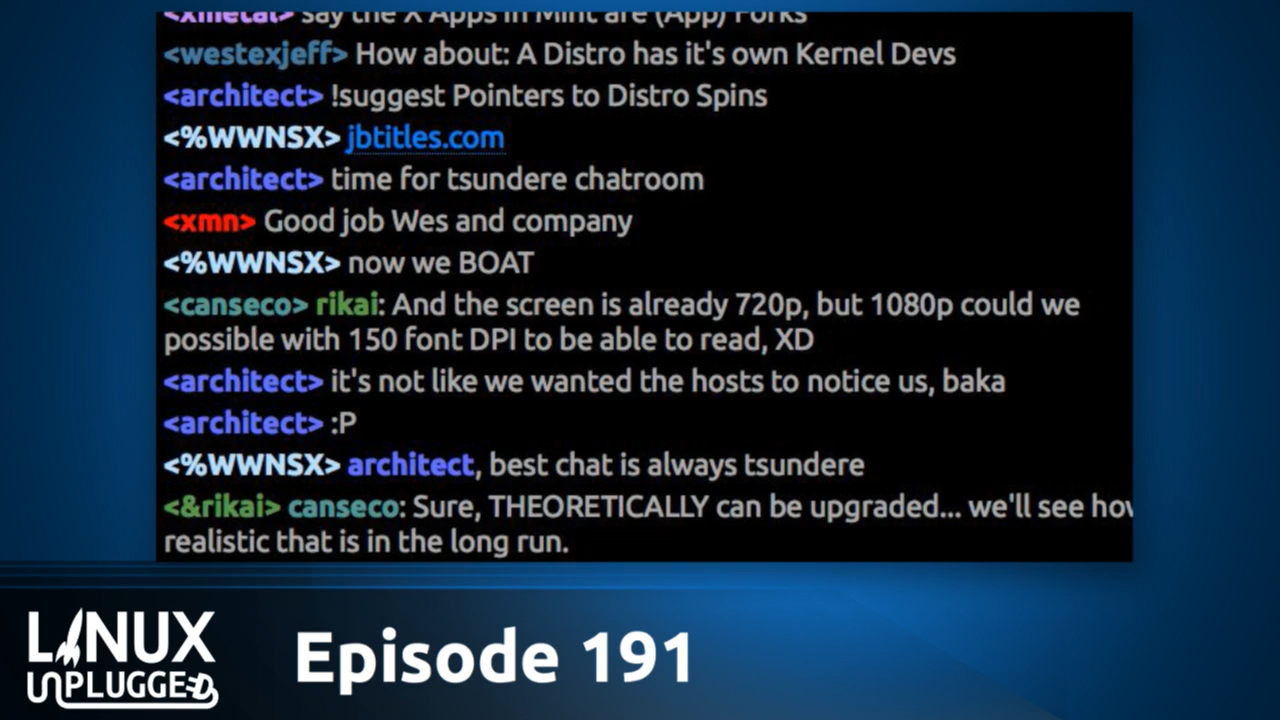 <xmetal> say the X Apps in Mint are (App) Forks
<westexjeff> How about: A Distro has it's own Kernel Devs
<architect> !suggest Pointers to Distro Spins
<%WWNSX> jbtitles.com
<architect> time for tsundere chatroom
<xmn> Good job Wes and company
<%WWNSX> now we BOAT
<canseco> rikai: And the screen is already 720p, but 1080p could we
possible with 150 font DPI to be able to read, XD
<architect> it's not like we wanted the hosts to notice us, baka
<architect> :P
<%WWNSX> architect, best chat is always tsundere
<&rikai> canseco: Sure, THEORETICALLY can be upgraded... we'll see how
realistic that is in the long run.
LINUX
UNPLUGGED
Episode 191